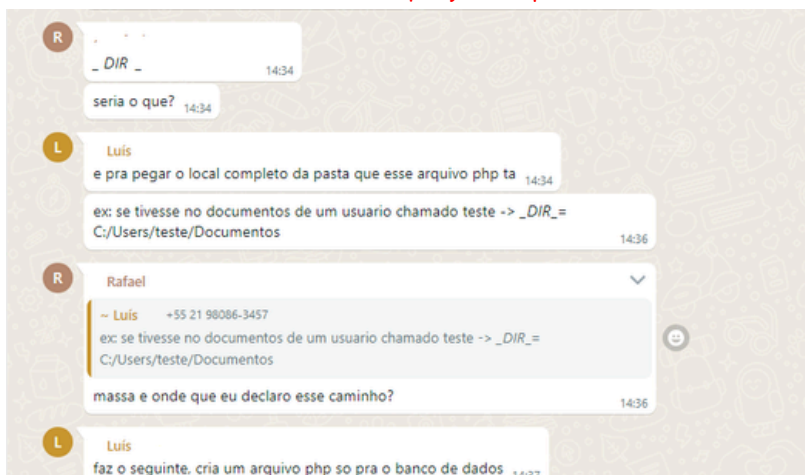 R
_ DIR _
14:34
seria o que? 14:34
L
Luís
e pra pegar o local completo da pasta que esse arquivo php ta 14:34
ex: se tivesse no documentos de um usuario chamado teste -> _DIR_=
C:/Users/teste/Documentos
14:36
R
Rafael
~ Luís +55 21 98086-3457
ex: se tivesse no documentos de um usuario chamado teste -> _DIR_=
C:/Users/teste/Documentos
massa e onde que eu declaro esse caminho?
14:36
L
Luís
faz o seguinte, cria um arquivo php so pra o banco de dados 14:37